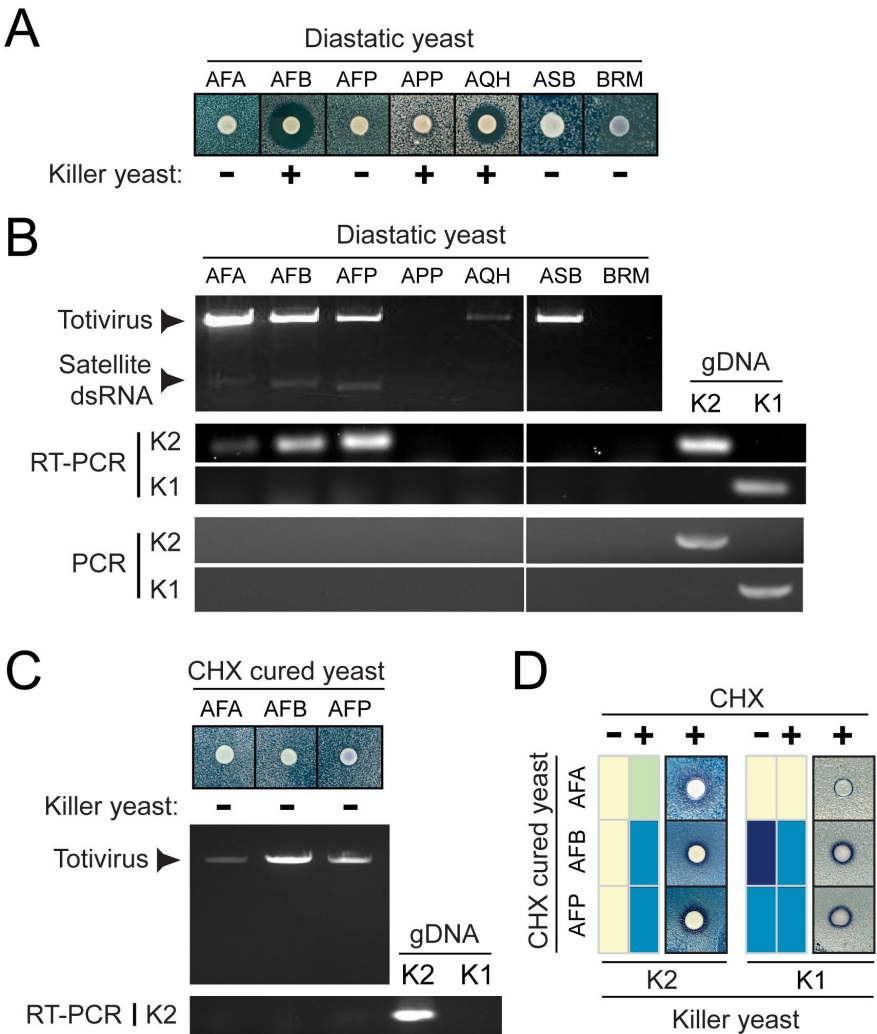 A
Diastatic yeast
AFA AFB AFP APP AQH ASB BRM
Killer yeast: - + - + + - -
B
Diastatic yeast
AFA AFB AFP APP AQH ASB BRM
Totivirus
Satellite
dsRNA
gDNA
K2 K1
RT-PCR
K2
K1
PCR
K2
K1
C
CHX cured yeast
AFA AFB AFP
Killer yeast: - - -
Totivirus
gDNA
K2 K1
RT-PCR | K2
D
CHX
- + + - + +
CHX cured yeast
AFA
AFB
AFP
K2 K1
Killer yeast